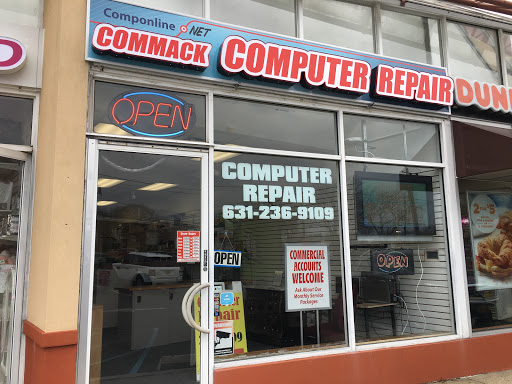 Componline .NET
COMMACK COMPUTER REPAIR
DUN
D
OPEN
COMPUTER
REPAIR
631-236-9109
OPEN
COMMERCIAL
ACCOUNTS
WELCOME
Ask About Our
Monthly Service
Packages
OPEN